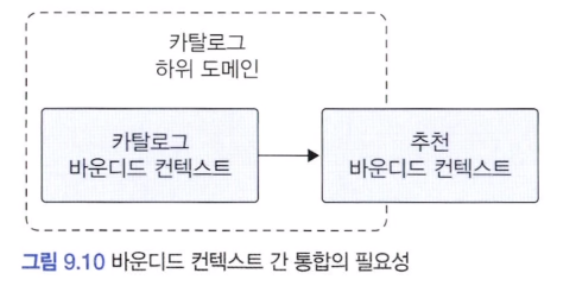 카탈로그
하위 도메인
카탈로그
바운디드 컨텍스트
추천
바운디드 컨텍스트
그림 9.10 바운디드 컨텍스트 간 통합의 필요성